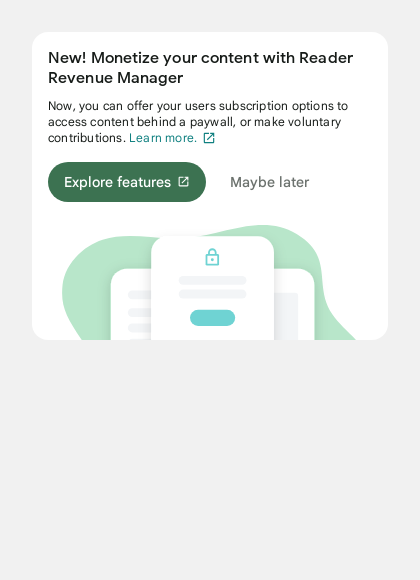 New! Monetize your content with Reader
Revenue Manager
Now, you can offer your users subscription options to
access content behind a paywall, or make voluntary
contributions. Learn more.
Explore features
Maybe later